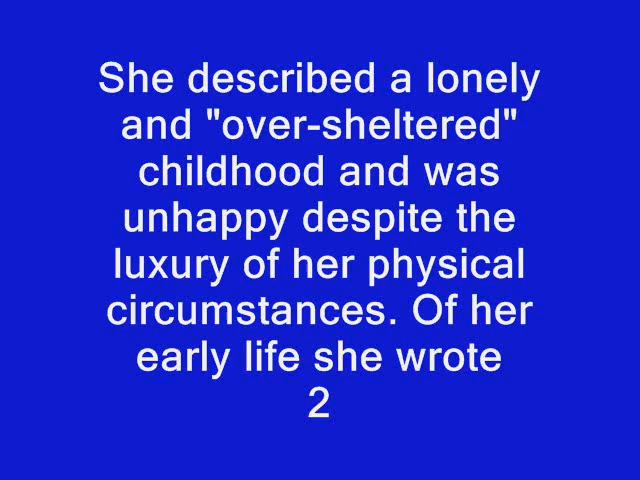 She described a lonely
and "over-sheltered"
childhood and was
unhappy despite the
luxury of her physical
circumstances. Of her
early life she wrote
2